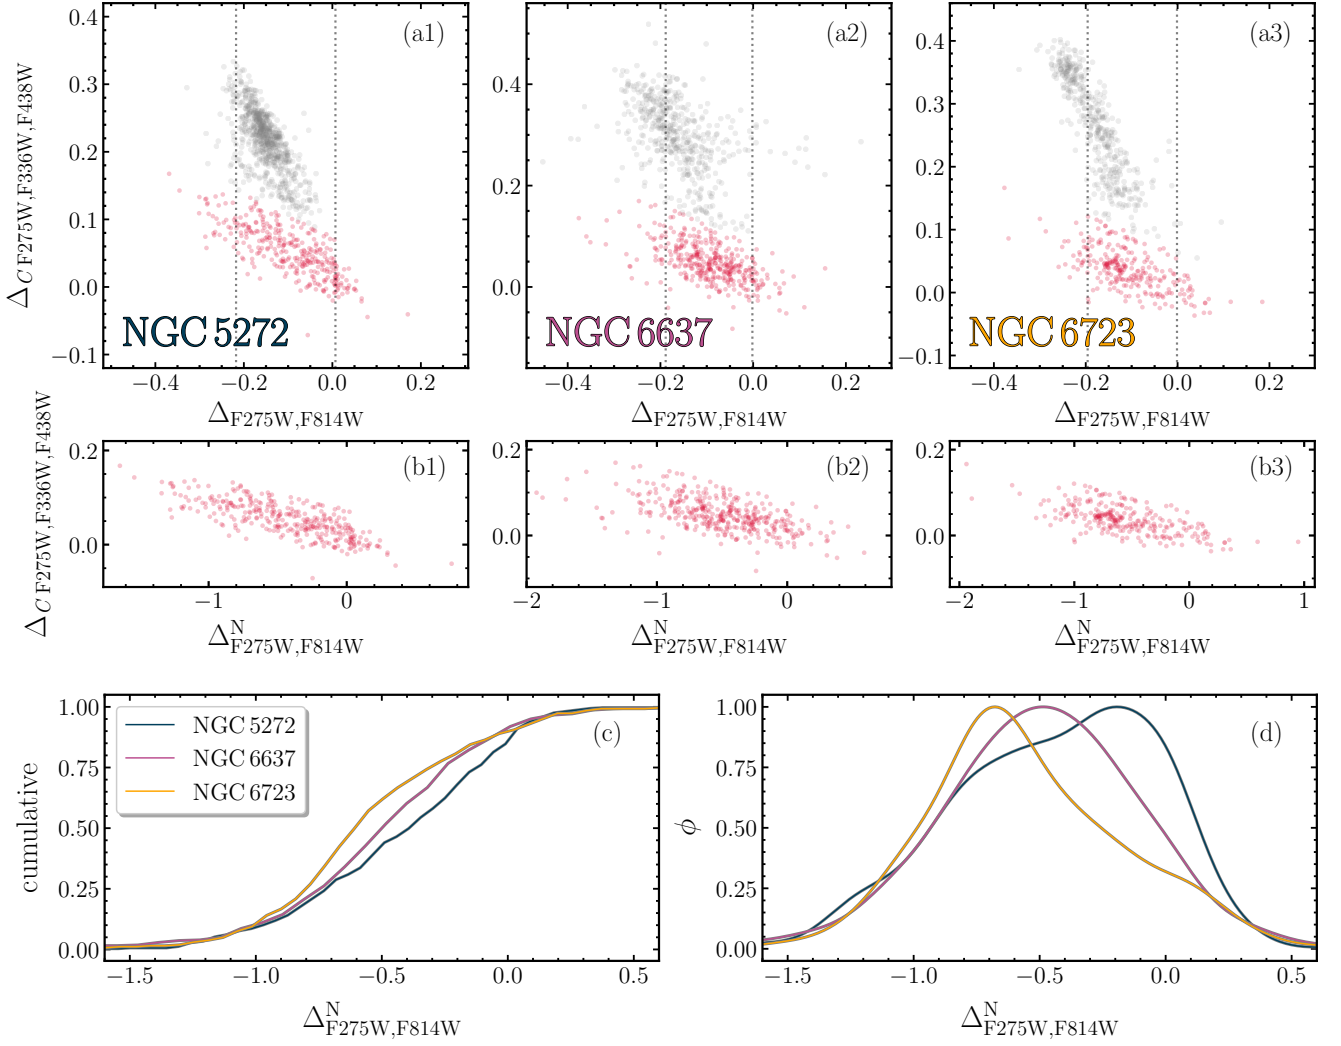 (a1)
0.4
0.3
0.2
0.1
0.0
−0.1
−0.4
−0.2
0.0
0.2
Δ_C F275W,F336W,F438W
Δ_F275W,F814W
NGC 5272
(a2)
0.4
0.2
0.0
−0.4
−0.2
0.0
0.2
Δ_F275W,F814W
NGC 6637
(a3)
0.4
0.3
0.2
0.1
0.0
−0.1
−0.4
−0.2
0.0
0.2
Δ_F275W,F814W
NGC 6723
(b1)
0.2
0.0
−1
0
Δ_C F275W,F336W,F438W
Δ^N_F275W,F814W
(b2)
0.2
0.0
−2
−1
0
Δ^N_F275W,F814W
(b3)
0.2
0.0
−2
−1
0
1
Δ^N_F275W,F814W
(c)
1.00
0.75
0.50
0.25
0.00
−1.5
−1.0
−0.5
0.0
0.5
cumulative
NGC 5272
NGC 6637
NGC 6723
Δ^N_F275W,F814W
(d)
1.00
0.75
0.50
0.25
0.00
−1.5
−1.0
−0.5
0.0
0.5
ϕ
Δ^N_F275W,F814W